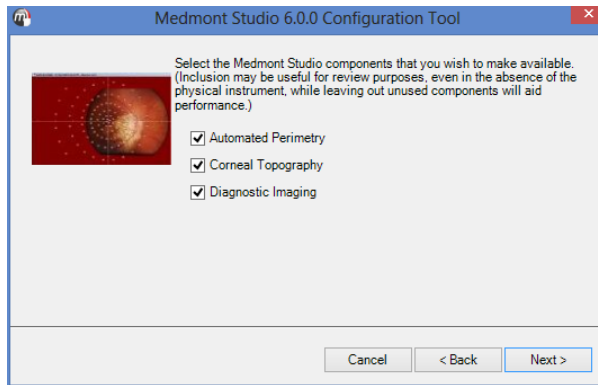 Medmont Studio 6.0.0 Configuration Tool
Select the Medmont Studio components that you wish to make available.
(Inclusion may be useful for review purposes, even in the absence of the
physical instrument, while leaving out unused components will aid
performance.)
Automated Perimetry
Corneal Topography
Diagnostic Imaging
Cancel
< Back
Next >